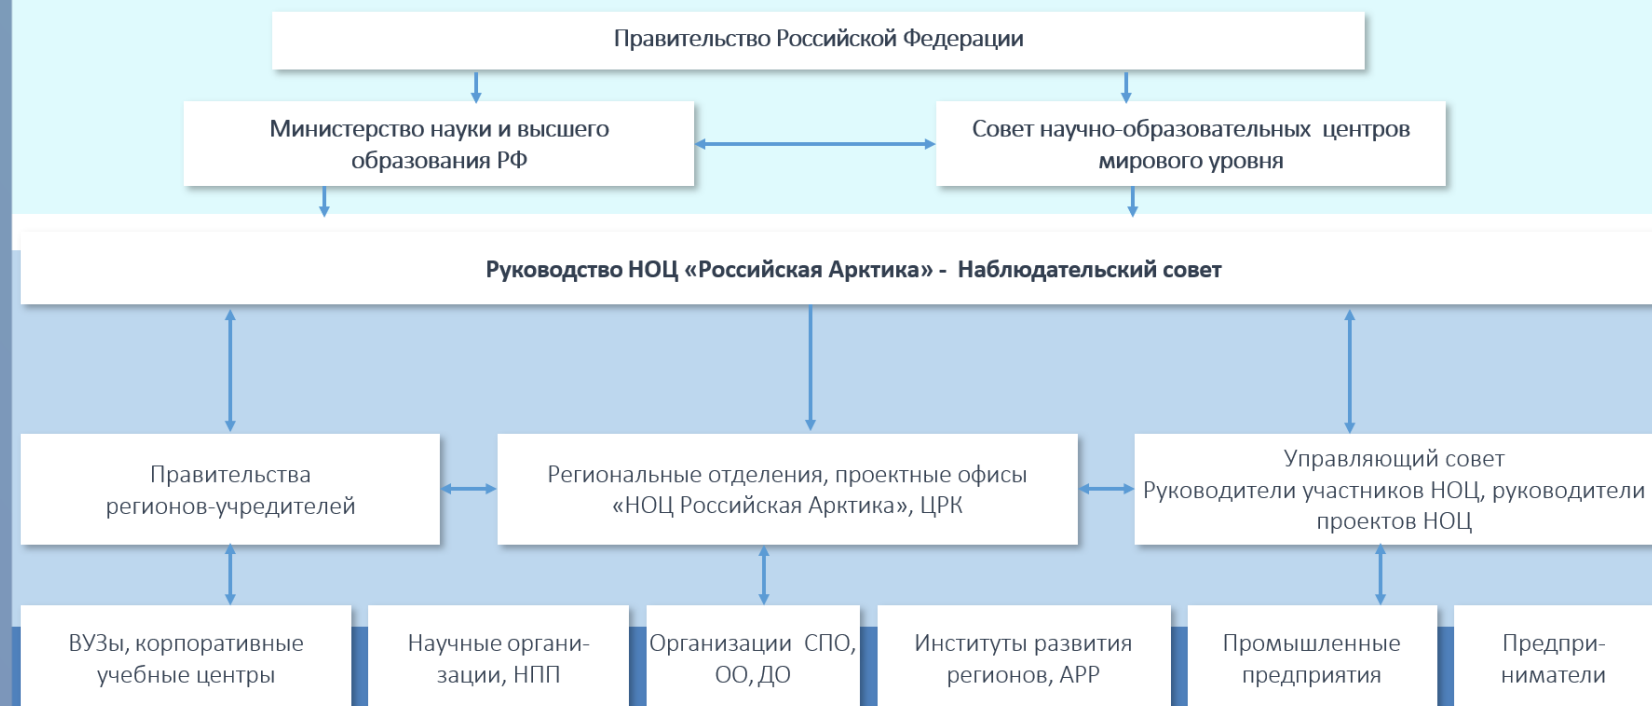 Правительство Российской Федерации
Министерство науки и высшего
образования РФ
Совет научно-образовательных центров
мирового уровня
Руководство НОЦ «Российская Арктика» - Наблюдательский совет
Правительства
регионов-учредителей
Региональные отделения, проектные офисы
«НОЦ Российская Арктика», ЦРК
Управляющий совет
Руководители участников НОЦ, руководители
проектов НОЦ
ВУЗы, корпоративные
учебные центры
Научные органи-
зации, НПП
Организации СПО,
ОО, ДО
Институты развития
регионов, АРР
Промышленные
предприятия
Предпри-
ниматели